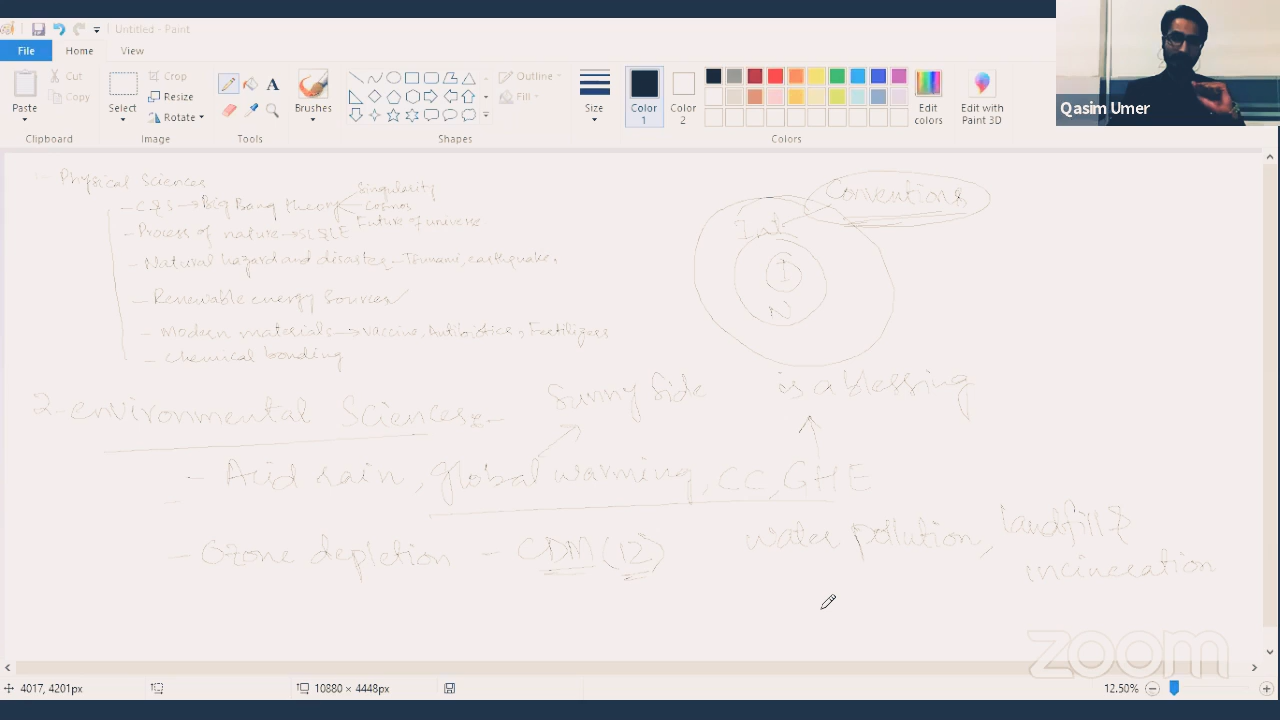 Untitled - Paint
File Home View
Paste Cut Copy Clipboard
Select Crop Resize Rotate Image
Tools
Brushes
Shapes Outline Fill
Size
Color 1 Color 2 Colors
Edit colors
Edit with Paint 3D
Qasim Umer
Physical Sciences
- C&S → Big Bang theory
Singularity
Cosmos
Future of universe
- Process of nature → SLSLE
- Natural hazard and disaster - Tsunami, earthquake,
- Renewable energy sources
- Modern materials → vaccine, Antibiotics, Fertilizers
- Chemical bonding
Conventions
Int
I
N
Sunny Side is a blessing
2- environmental Sciences:-
- Acid rain, global warming, CC, GHE
- Ozone depletion - CDM (12)
water pollution, landfills
incineration
zoom
4017, 4201px
10880 × 4448px
12.50%